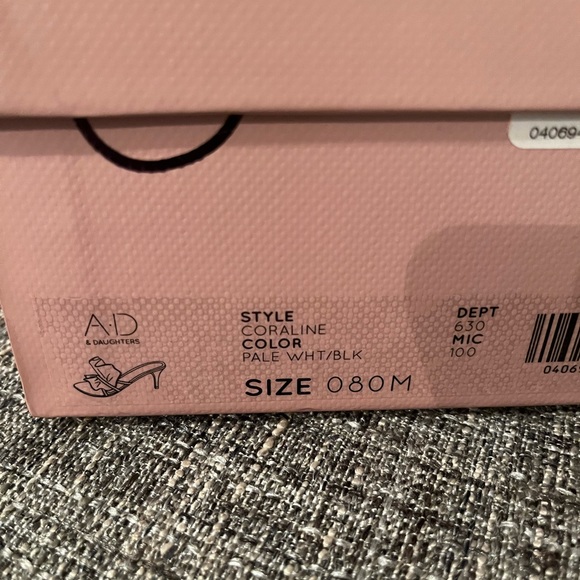 04069
A·D
& DAUGHTERS
STYLE
CORALINE
COLOR
PALE WHT/BLK
SIZE 080M
DEPT
630
MIC
100
0406